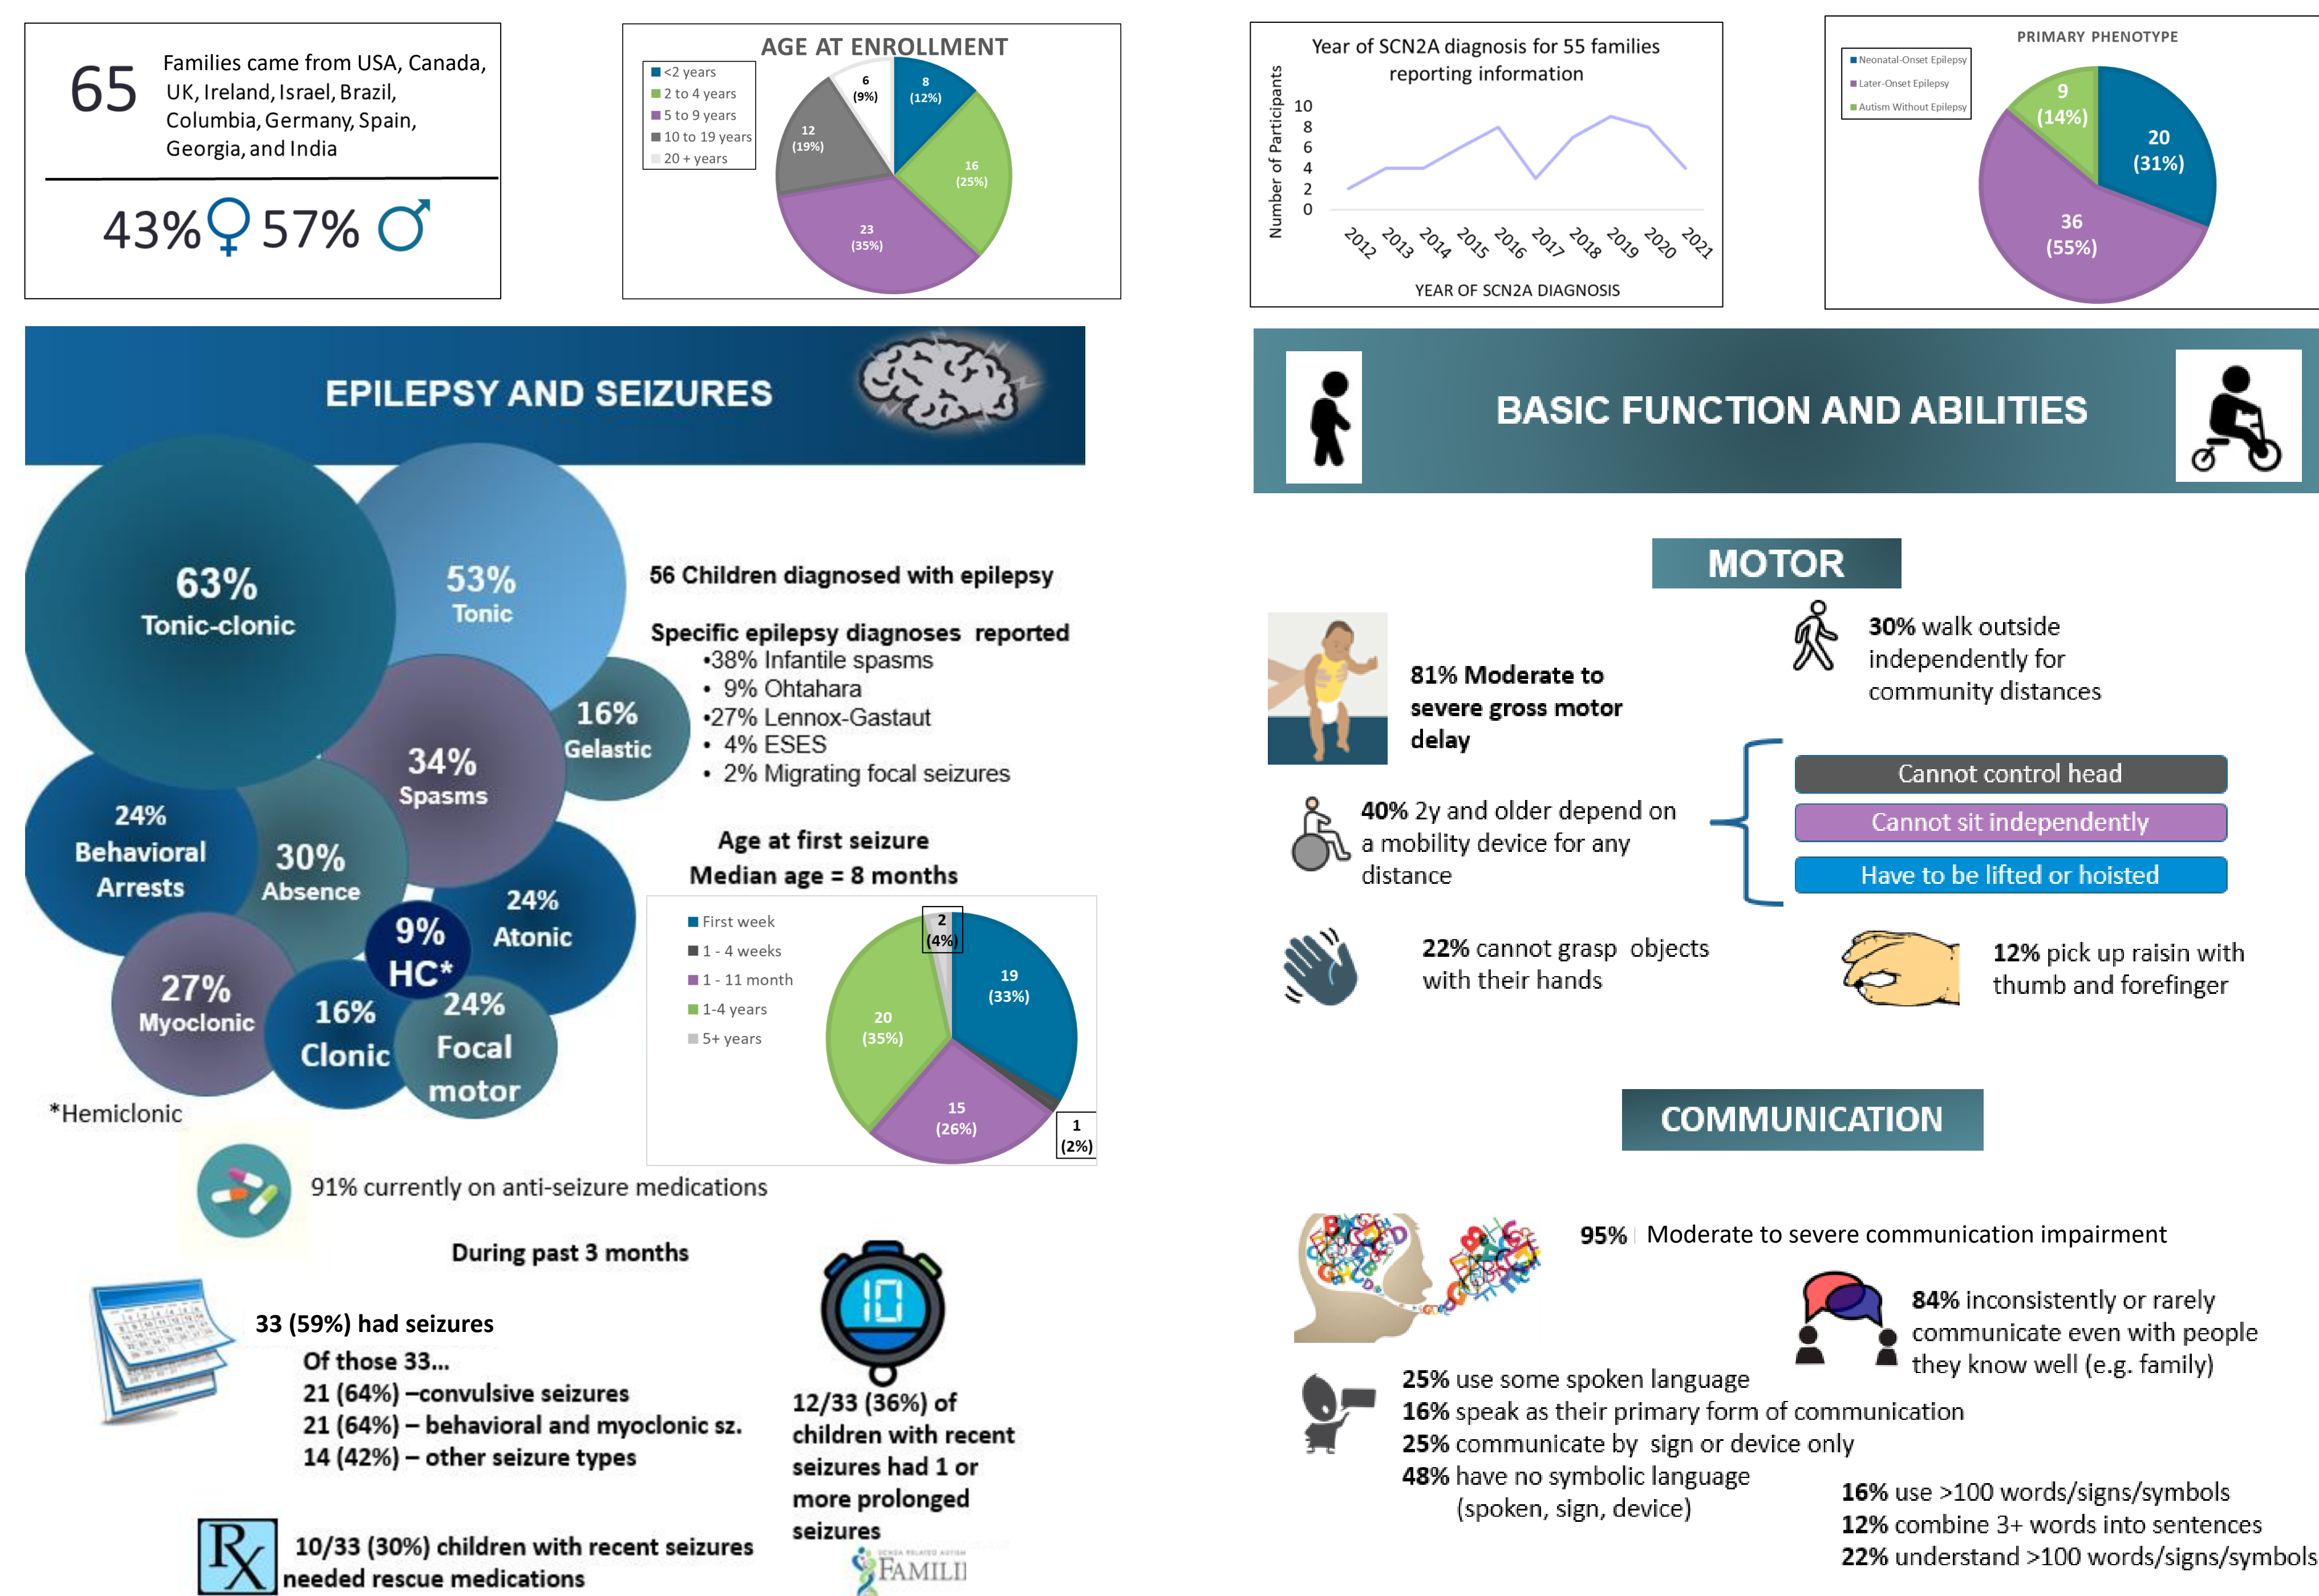 65
Families came from USA, Canada,
UK, Ireland, Israel, Brazil,
Columbia, Germany, Spain,
Georgia, and India
43% ♀ 57% ♂
AGE AT ENROLLMENT
<2 years
2 to 4 years
5 to 9 years
10 to 19 years
20 + years
6
(9%)
8
(12%)
12
(19%)
16
(25%)
23
(35%)
Year of SCN2A diagnosis for 55 families
reporting information
Number of Participants
10
8
6
4
2
0
2012 2013 2014 2015 2016 2017 2018 2019 2020 2021
YEAR OF SCN2A DIAGNOSIS
PRIMARY PHENOTYPE
Neonatal-Onset Epilepsy
Later-Onset Epilepsy
Autism Without Epilepsy
9
(14%)
20
(31%)
36
(55%)
EPILEPSY AND SEIZURES
63%
Tonic-clonic
53%
Tonic
16%
Gelastic
34%
Spasms
24%
Behavioral
Arrests
30%
Absence
24%
Atonic
9%
HC*
27%
Myoclonic
16%
Clonic
24%
Focal
motor
*Hemiclonic
56 Children diagnosed with epilepsy
Specific epilepsy diagnoses reported
•38% Infantile spasms
• 9% Ohtahara
•27% Lennox-Gastaut
• 4% ESES
• 2% Migrating focal seizures
Age at first seizure
Median age = 8 months
First week
1 - 4 weeks
1 - 11 month
1-4 years
5+ years
2
(4%)
19
(33%)
20
(35%)
15
(26%)
1
(2%)
91% currently on anti-seizure medications
During past 3 months
33 (59%) had seizures
Of those 33...
21 (64%) –convulsive seizures
21 (64%) – behavioral and myoclonic sz.
14 (42%) – other seizure types
10
12/33 (36%) of
children with recent
seizures had 1 or
more prolonged
seizures
Rx
10/33 (30%) children with recent seizures
needed rescue medications
SCN2A RELATED AUTISM
FAMILI
BASIC FUNCTION AND ABILITIES
MOTOR
81% Moderate to
severe gross motor
delay
30% walk outside
independently for
community distances
40% 2y and older depend on
a mobility device for any
distance
Cannot control head
Cannot sit independently
Have to be lifted or hoisted
22% cannot grasp objects
with their hands
12% pick up raisin with
thumb and forefinger
COMMUNICATION
95% Moderate to severe communication impairment
84% inconsistently or rarely
communicate even with people
they know well (e.g. family)
25% use some spoken language
16% speak as their primary form of communication
25% communicate by sign or device only
48% have no symbolic language
(spoken, sign, device)
16% use >100 words/signs/symbols
12% combine 3+ words into sentences
22% understand >100 words/signs/symbols